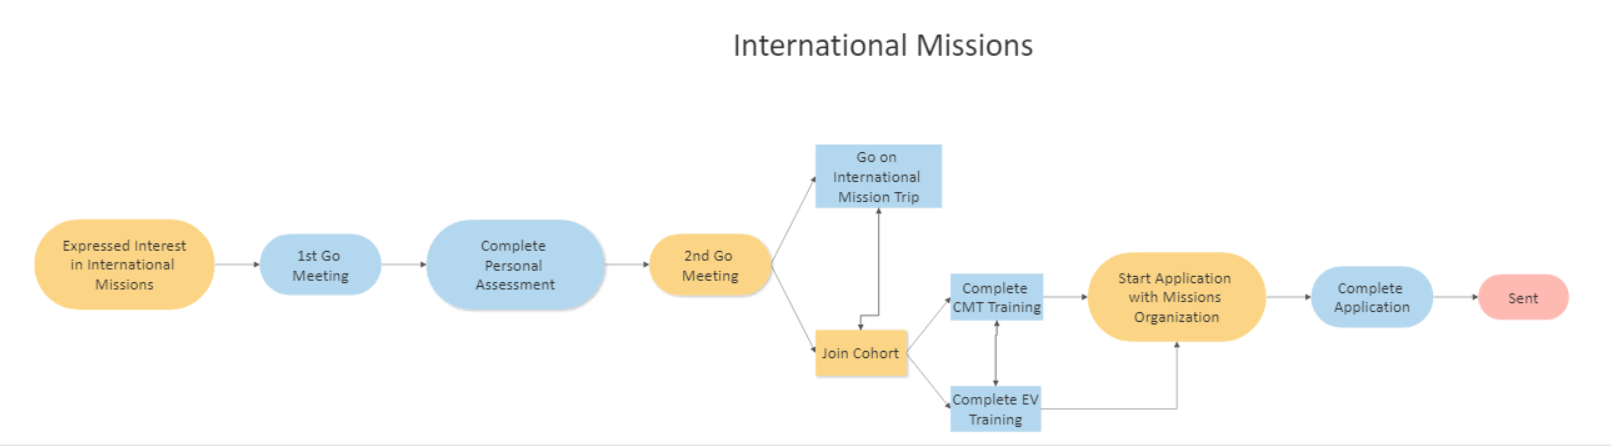 International Missions
Expressed Interest
in International
Missions
1st Go
Meeting
Complete
Personal
Assessment
2nd Go
Meeting
Go on
International
Mission Trip
Join Cohort
Complete
CMT Training
Complete EV
Training
Start Application
with Missions
Organization
Complete
Application
Sent